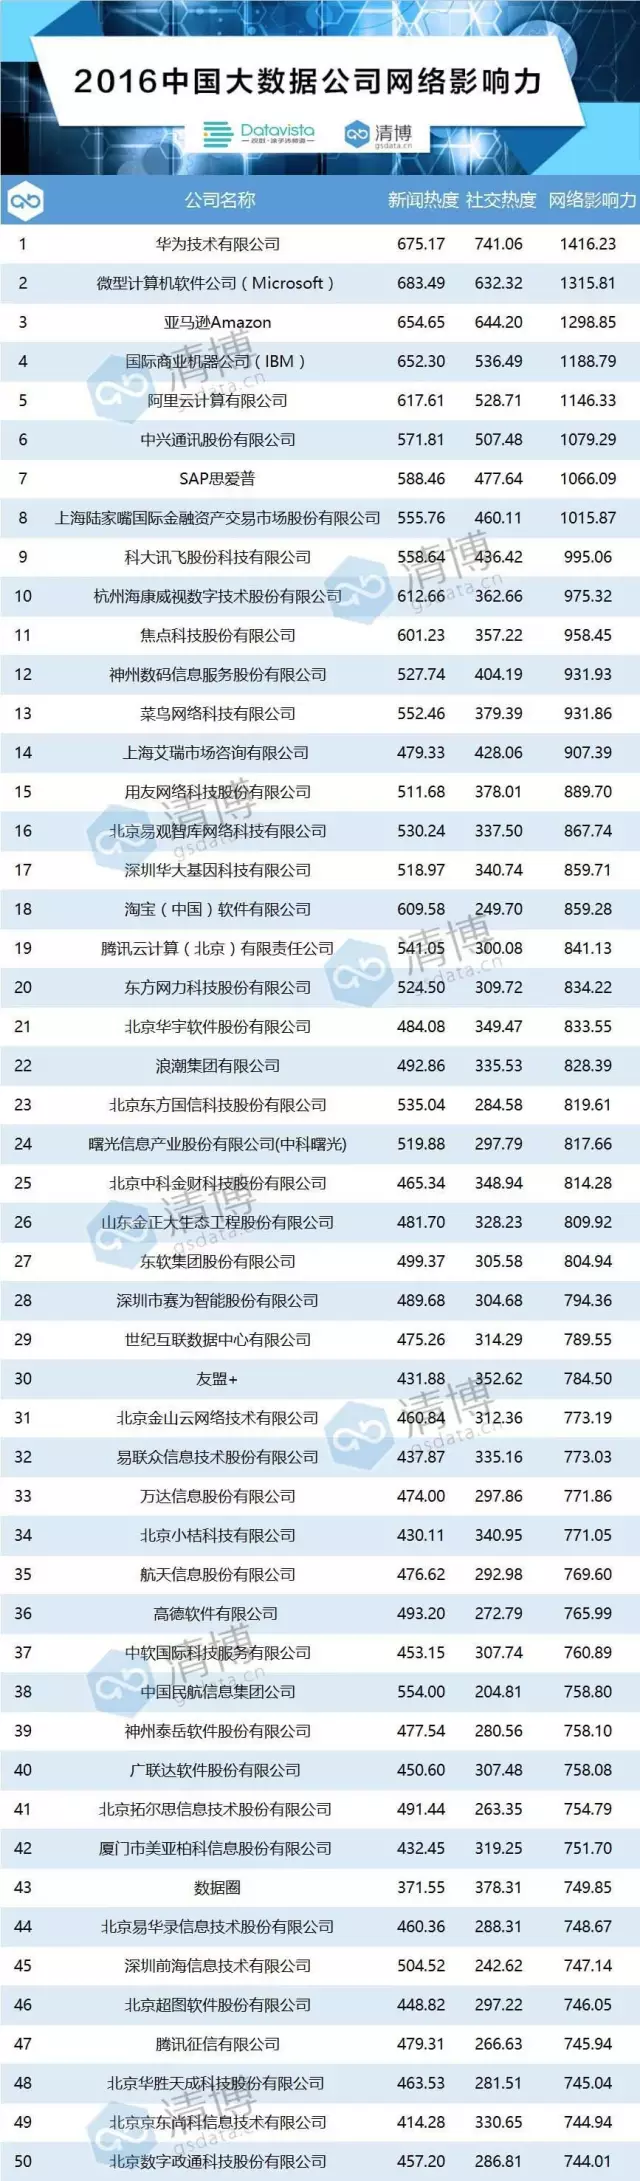 2016中国大数据公司网络影响力
Datavista
清博
gsdata.cn
公司名称 新闻热度 社交热度 网络影响力
1 华为技术有限公司 675.17 741.06 1416.23
2 微型计算机软件公司（Microsoft） 683.49 632.32 1315.81
3 亚马逊Amazon 654.65 644.20 1298.85
4 国际商业机器公司（IBM） 652.30 536.49 1188.79
5 阿里云计算有限公司 617.61 528.71 1146.33
6 中兴通讯股份有限公司 571.81 507.48 1079.29
7 SAP思爱普 588.46 477.64 1066.09
8 上海陆家嘴国际金融资产交易市场股份有限公司 555.76 460.11 1015.87
9 科大讯飞股份科技有限公司 558.64 436.42 995.06
10 杭州海康威视数字技术股份有限公司 612.66 362.66 975.32
11 焦点科技股份有限公司 601.23 357.22 958.45
12 神州数码信息服务股份有限公司 527.74 404.19 931.93
13 菜鸟网络科技有限公司 552.46 379.39 931.86
14 上海艾瑞市场咨询有限公司 479.33 428.06 907.39
15 用友网络科技股份有限公司 511.68 378.01 889.70
16 北京易观智库网络科技有限公司 530.24 337.50 867.74
17 深圳华大基因科技有限公司 518.97 340.74 859.71
18 淘宝（中国）软件有限公司 609.58 249.70 859.28
19 腾讯云计算（北京）有限责任公司 541.05 300.08 841.13
20 东方网力科技股份有限公司 524.50 309.72 834.22
21 北京华宇软件股份有限公司 484.08 349.47 833.55
22 浪潮集团有限公司 492.86 335.53 828.39
23 北京东方国信科技股份有限公司 535.04 284.58 819.61
24 曙光信息产业股份有限公司(中科曙光) 519.88 297.79 817.66
25 北京中科金财科技股份有限公司 465.34 348.94 814.28
26 山东金正大生态工程股份有限公司 481.70 328.23 809.92
27 东软集团股份有限公司 499.37 305.58 804.94
28 深圳市赛为智能股份有限公司 489.68 304.68 794.36
29 世纪互联数据中心有限公司 475.26 314.29 789.55
30 友盟+ 431.88 352.62 784.50
31 北京金山云网络技术有限公司 460.84 312.36 773.19
32 易联众信息技术股份有限公司 437.87 335.16 773.03
33 万达信息股份有限公司 474.00 297.86 771.86
34 北京小桔科技有限公司 430.11 340.95 771.05
35 航天信息股份有限公司 476.62 292.98 769.60
36 高德软件有限公司 493.20 272.79 765.99
37 中软国际科技服务有限公司 453.15 307.74 760.89
38 中国民航信息集团公司 554.00 204.81 758.80
39 神州泰岳软件股份有限公司 477.54 280.56 758.10
40 广联达软件股份有限公司 450.60 307.48 758.08
41 北京拓尔思信息技术股份有限公司 491.44 263.35 754.79
42 厦门市美亚柏科信息股份有限公司 432.45 319.25 751.70
43 数据圈 371.55 378.31 749.85
44 北京易华录信息技术股份有限公司 460.36 288.31 748.67
45 深圳前海信息技术有限公司 504.52 242.62 747.14
46 北京超图软件股份有限公司 448.82 297.22 746.05
47 腾讯征信有限公司 479.31 266.63 745.94
48 北京华胜天成科技股份有限公司 463.53 281.51 745.04
49 北京京东尚科信息技术有限公司 414.28 330.65 744.94
50 北京数字政通科技股份有限公司 457.20 286.81 744.01